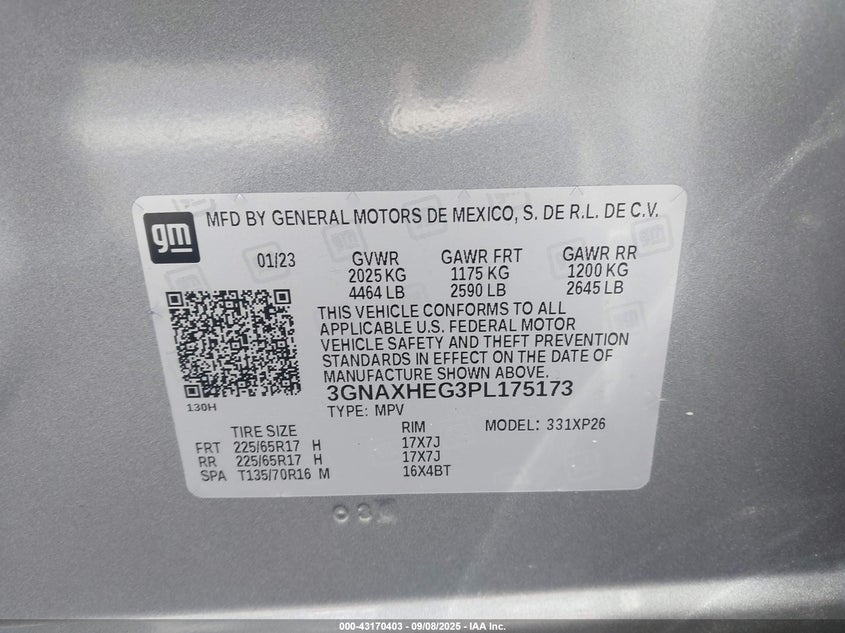 gm
MFD BY GENERAL MOTORS DE MEXICO, S. DE R.L. DE C.V.
01/23 GVWR GAWR FRT GAWR RR
2025 KG 1175 KG 1200 KG
4464 LB 2590 LB 2645 LB
THIS VEHICLE CONFORMS TO ALL
APPLICABLE U.S. FEDERAL MOTOR
VEHICLE SAFETY AND THEFT PREVENTION
STANDARDS IN EFFECT ON THE DATE OF
MANUFACTURE SHOWN ABOVE.
3GNAXHEG3PL175173
130H
TYPE: MPV
TIRE SIZE RIM MODEL: 331XP26
FRT 225/65R17 H 17X7J
RR 225/65R17 H 17X7J
SPA T135/70R16 M 16X4BT
000-43170403 - 09/08/2025 - IAA Inc.